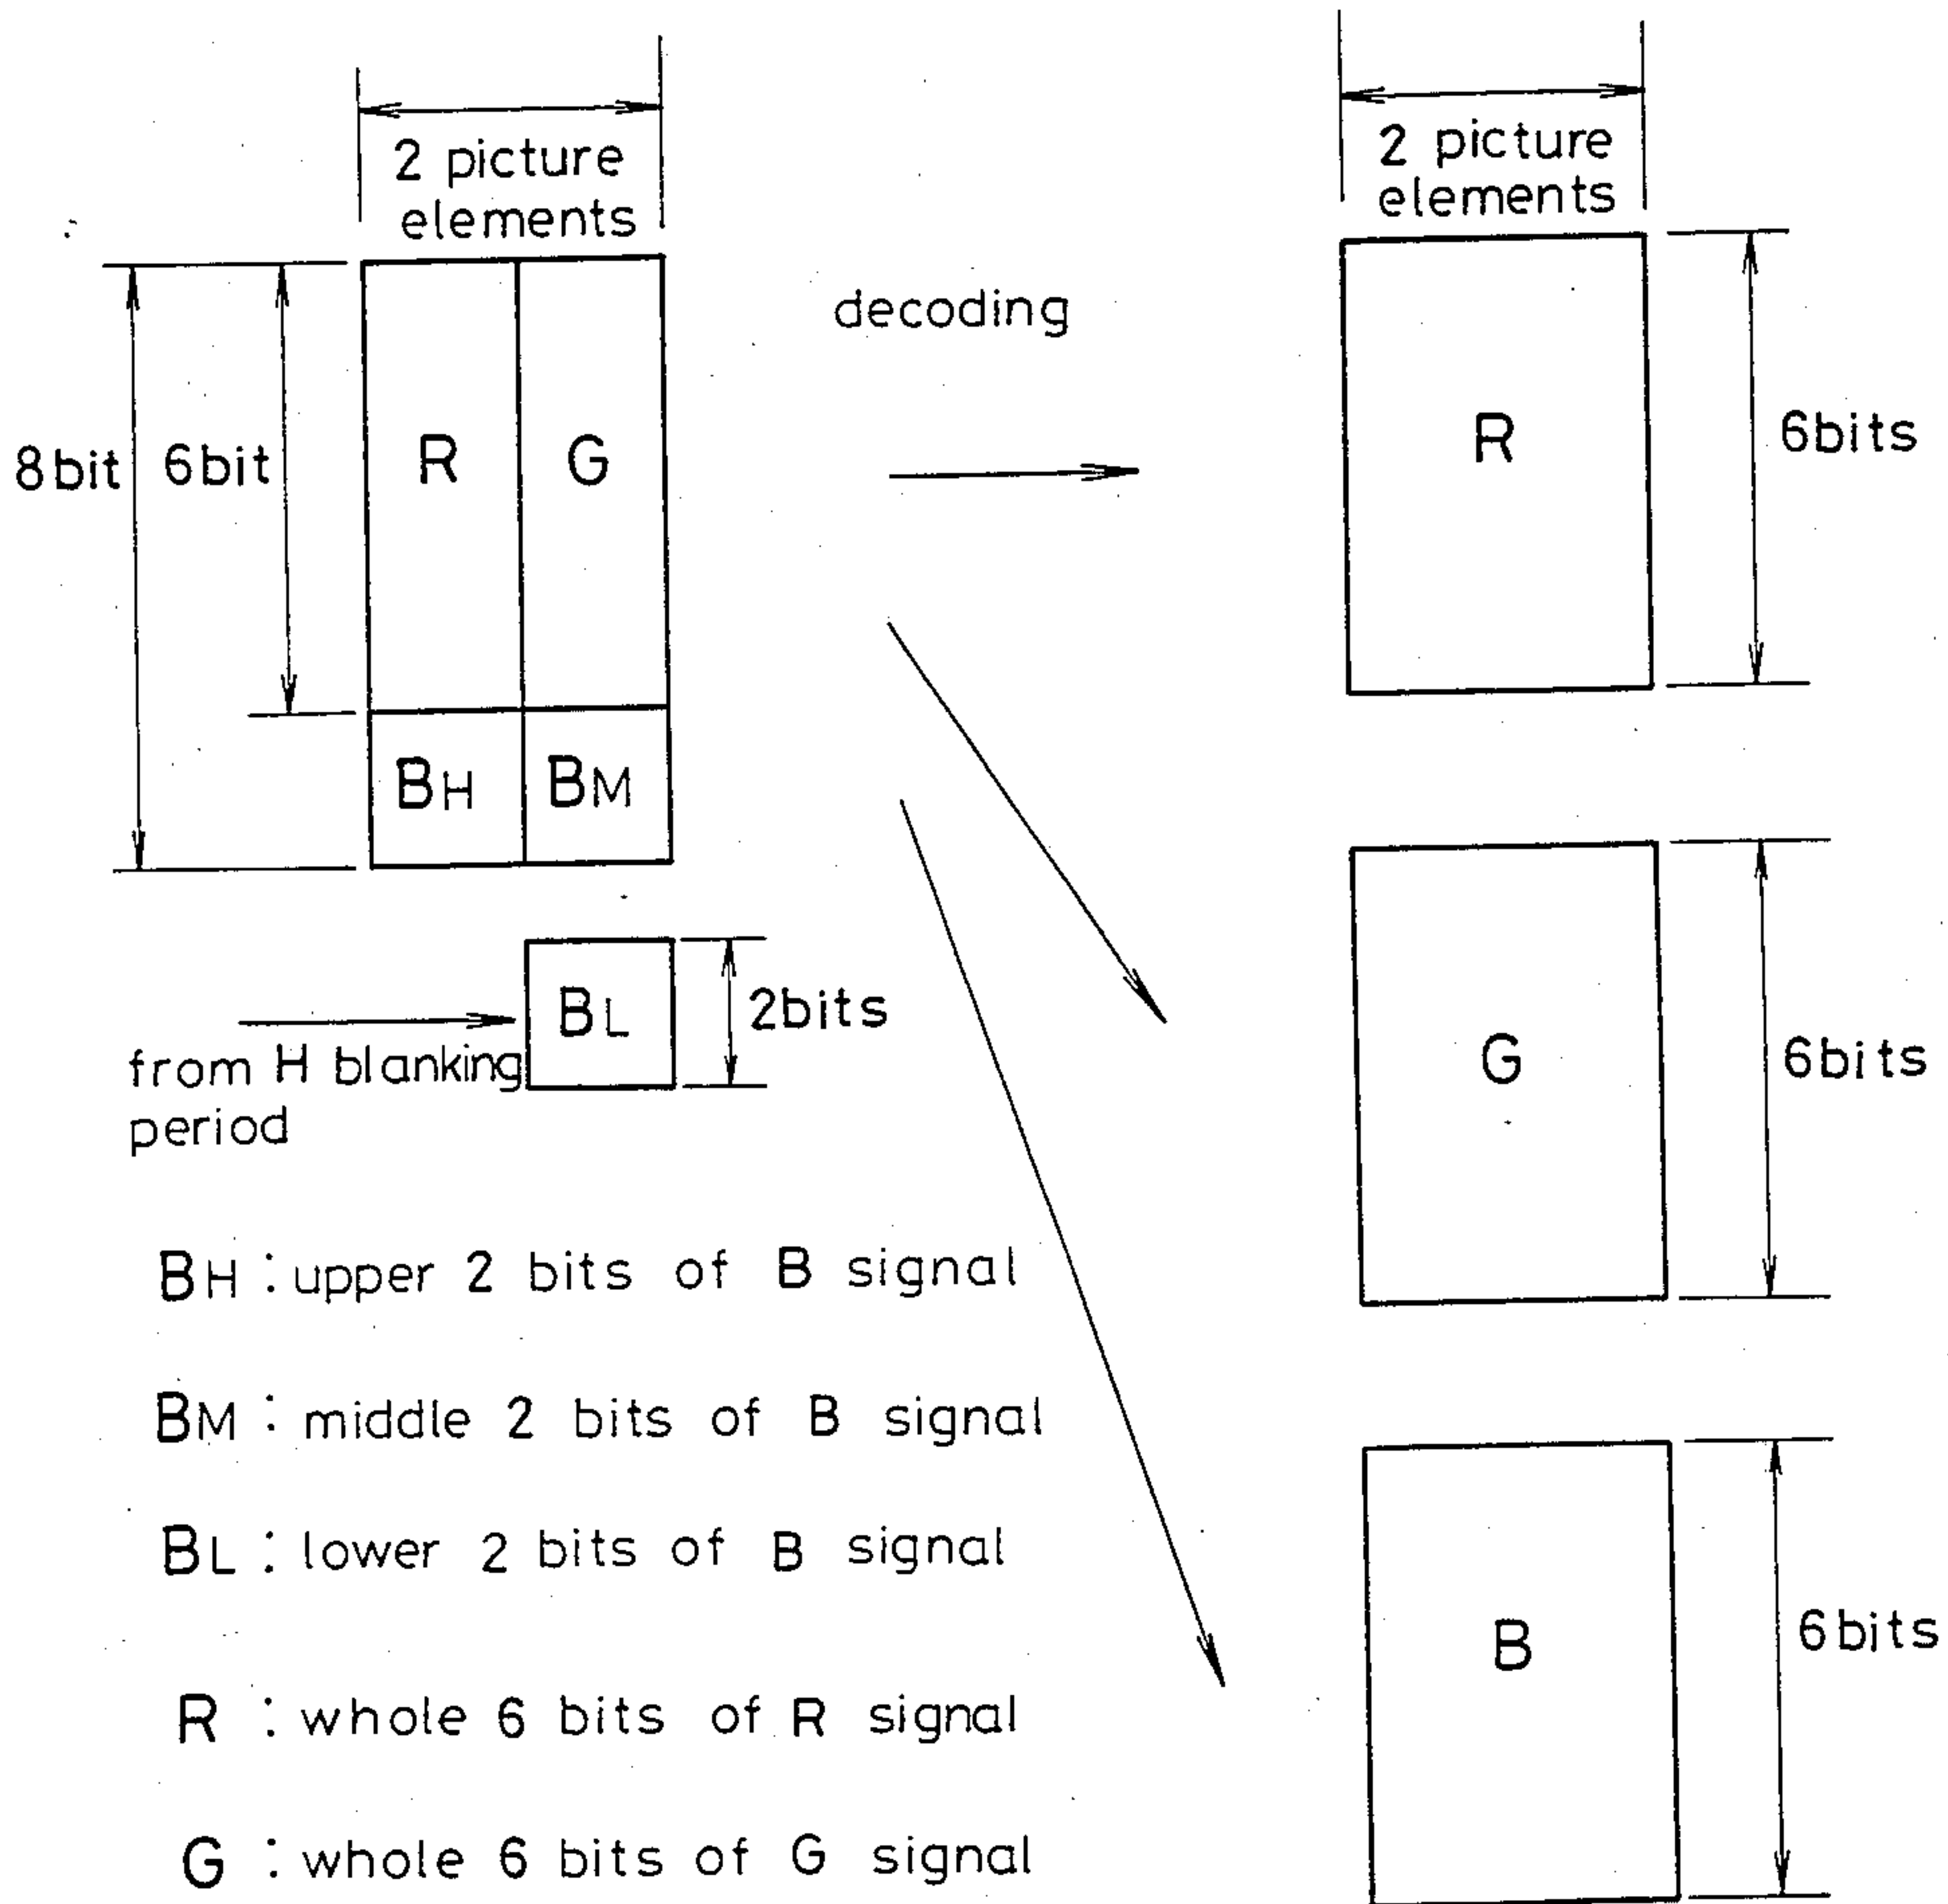 2 picture
elements
2 picture
elements
decoding
8bit
6bit
R
G
R
6bits
BH
BM
BL
2bits
from H blanking
period
G
6bits
BH : upper 2 bits of B signal
BM : middle 2 bits of B signal
BL : lower 2 bits of B signal
B
6bits
R : whole 6 bits of R signal
G : whole 6 bits of G signal